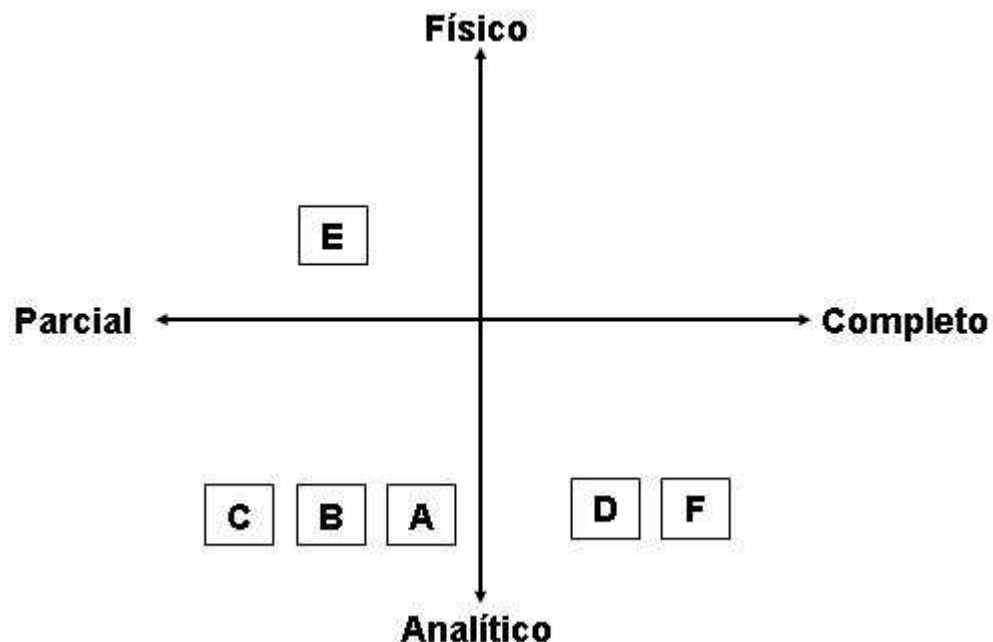 Físico
E
Parcial
Completo
C B A
D F
Analítico